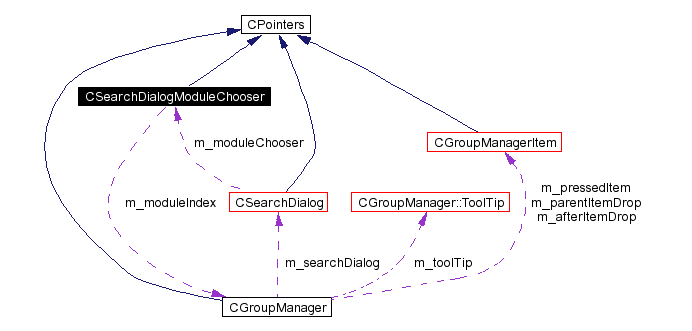 CPointers
CSearchDialogModuleChooser
m_moduleChooser
CGroupManagerItem
m_moduleIndex
CSearchDialog
CGroupManager::ToolTip
m_pressedItem
m_parentItemDrop
m_afterItemDrop
m_searchDialog
m_toolTip
CGroupManager